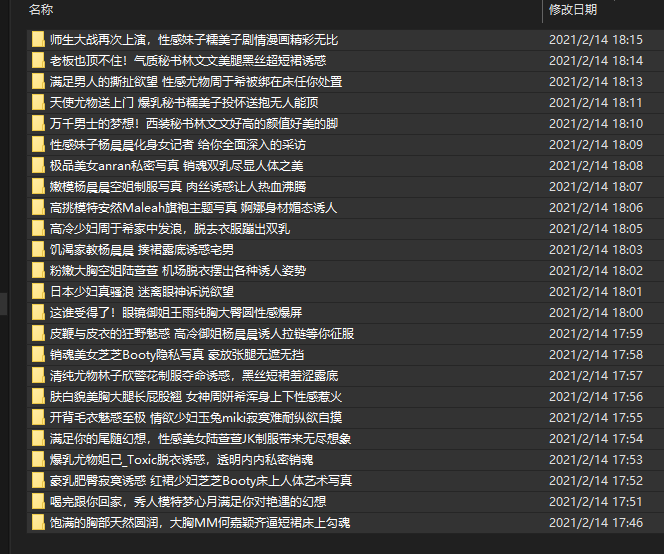 名称 修改日期
师生大战再次上演，性感妹子糯美子剧情漫画精彩无比 2021/2/14 18:15
老板也顶不住！气质秘书林文文美腿黑丝超短裙诱惑 2021/2/14 18:14
满足男人的撕扯欲望 性感尤物周于希被绑在床任你处置 2021/2/14 18:13
天使尤物送上门 爆乳秘书糯美子投怀送抱无人能顶 2021/2/14 18:11
万千男士的梦想！西装秘书林文文好高的颜值好美的脚 2021/2/14 18:10
性感妹子杨晨晨化身女记者 给你全面深入的采访 2021/2/14 18:09
极品美女anran私密写真 销魂双乳尽显人体之美 2021/2/14 18:08
嫩模杨晨晨空姐制服写真 肉丝诱惑让人热血沸腾 2021/2/14 18:07
高挑模特安然Maleah旗袍主题写真 婀娜身材媚态诱人 2021/2/14 18:06
高冷少妇周于希家中发浪，脱去衣服蹦出双乳 2021/2/14 18:05
饥渴家教杨晨晨 撩裙露底诱惑宅男 2021/2/14 18:03
粉嫩大胸空姐陆萱萱 机场脱衣摆出各种诱人姿势 2021/2/14 18:02
日本少妇真骚浪 迷离眼神诉说欲望 2021/2/14 18:01
这谁受得了！眼镜御姐王雨纯胸大臀圆性感爆屏 2021/2/14 18:00
皮鞭与皮衣的狂野魅惑 高冷御姐杨晨晨诱人拉链等你征服 2021/2/14 17:59
销魂美女芝芝Booty隐私写真 豪放张腿无遮无挡 2021/2/14 17:58
清纯尤物林子欣警花制服夺命诱惑，黑丝短裙羞涩露底 2021/2/14 17:57
肤白貌美胸大腿长屁股翘 女神周妍希浑身上下性感惹火 2021/2/14 17:56
开背毛衣魅惑至极 情欲少妇玉兔miki寂寞难耐纵欲自摸 2021/2/14 17:55
满足你的尾随幻想，性感美女陆萱萱JK制服带来无尽想象 2021/2/14 17:54
爆乳尤物妲己_Toxic脱衣诱惑，透明内内私密销魂 2021/2/14 17:53
豪乳肥臀寂寞诱惑 红裙少妇芝芝Booty床上人体艺术写真 2021/2/14 17:52
喝完跟你回家，秀人模特梦心月满足你对艳遇的幻想 2021/2/14 17:51
饱满的胸部天然圆润，大胸MM何嘉颖齐逼短裙床上勾魂 2021/2/14 17:46